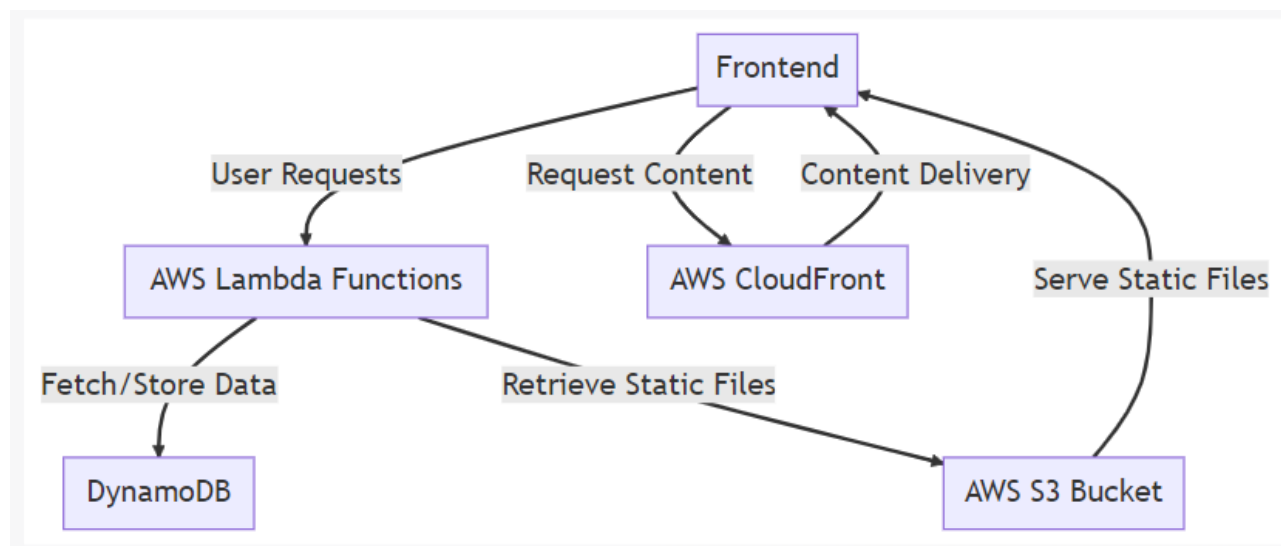 Frontend
User Requests
Request Content
Content Delivery
AWS Lambda Functions
AWS CloudFront
Serve Static Files
Fetch/Store Data
Retrieve Static Files
DynamoDB
AWS S3 Bucket